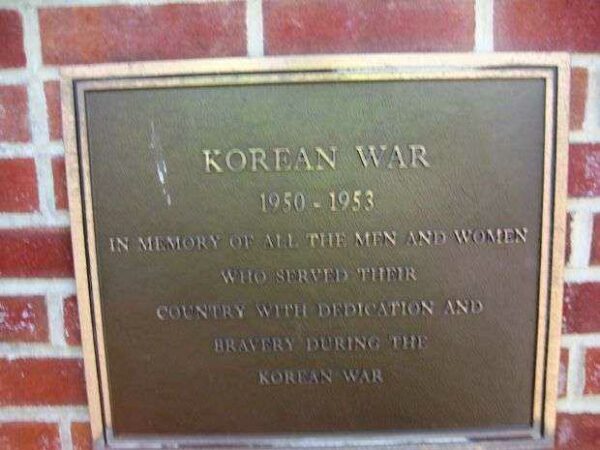 KOREAN WAR
1950 - 1953
IN MEMORY OF ALL THE MEN AND WOMEN
WHO SERVED THEIR
COUNTRY WITH DEDICATION AND
BRAVERY DURING THE
KOREAN WAR